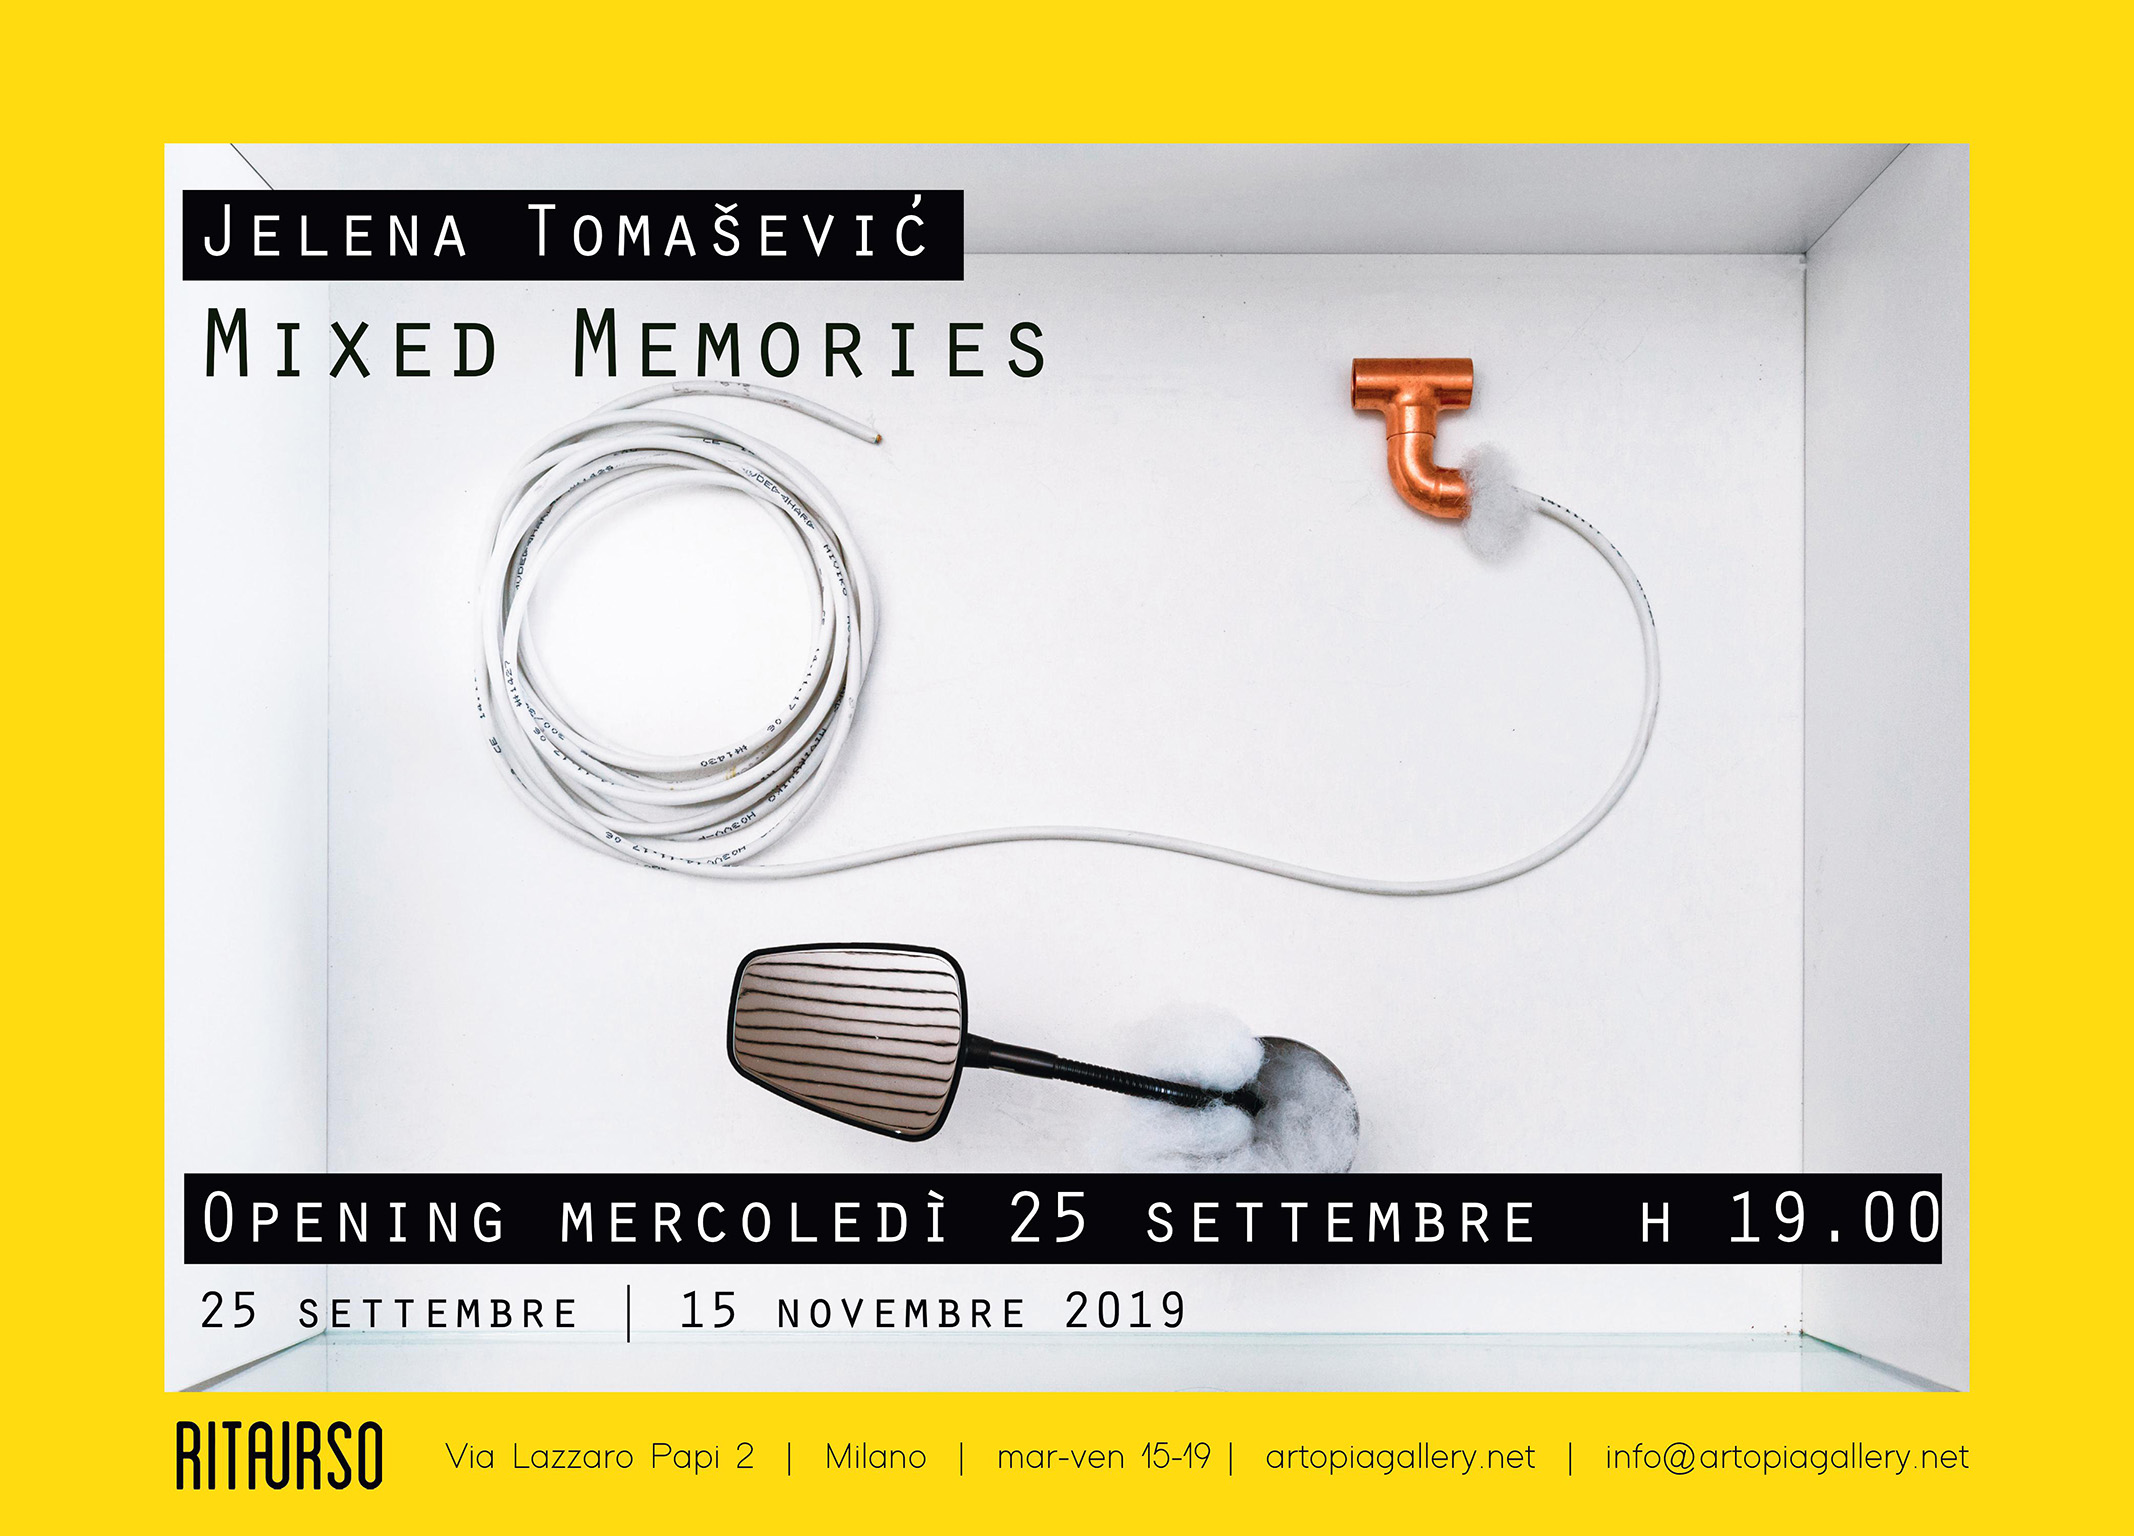 Jelena Tomašević
Mixed Memories
Opening mercoledì 25 settembre h 19.00
25 settembre | 15 novembre 2019
RITAURSO Via Lazzaro Papi 2 | Milano | mar-ven 15-19 | artopiagallery.net | info@artopiagallery.net